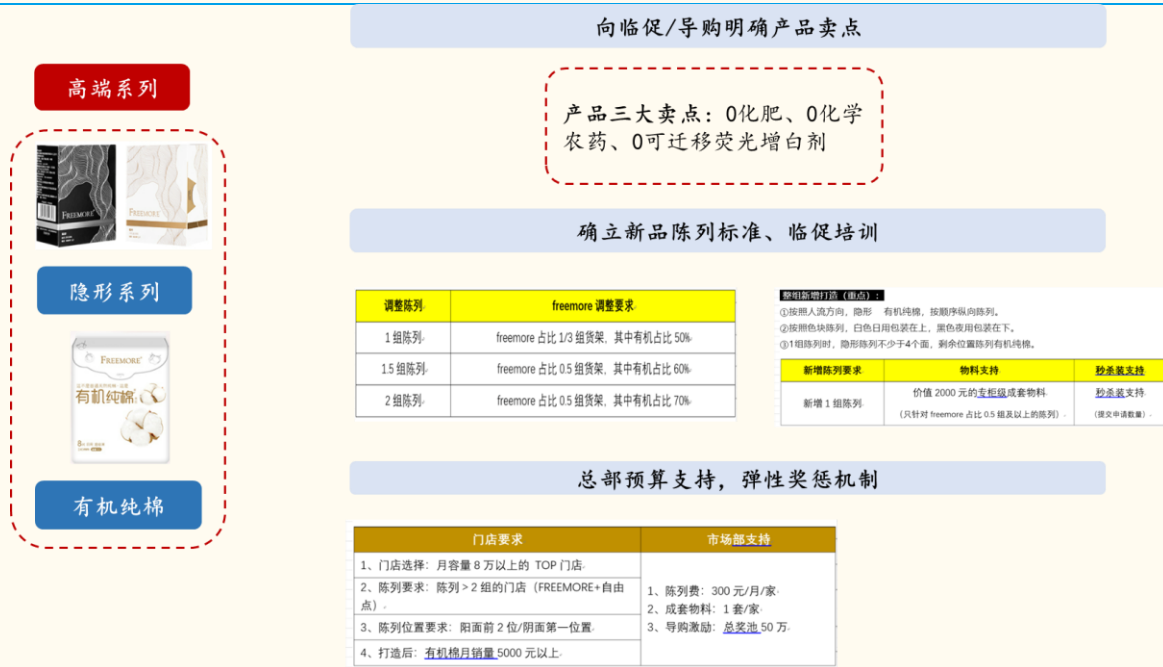 向临促/导购明确产品卖点
高端系列
产品三大卖点：0化肥、0化学
农药、0可迁移荧光增白剂
FREEMORE
FREEMORE
隐形系列
FREEMORE
有机纯棉
有机纯棉
确立新品陈列标准、临促培训
调整陈列 freemore 调整要求
1 组陈列 freemore 占比 1/3 组货架，其中有机占比 50%
1.5 组陈列 freemore 占比 0.5 组货架，其中有机占比 60%
2 组陈列 freemore 占比 0.5 组货架，其中有机占比 70%
整组新增打造（重点）：
①按照人流方向，隐形 有机纯棉，按顺序纵向陈列。
②按照色块陈列，白色日用包装在上，黑色夜用包装在下。
③1组陈列时，隐形陈列不少于4个面，剩余位置陈列有机纯棉。
新增陈列要求 物料支持 秒杀装支持
新增 1 组陈列 价值 2000 元的专柜级成套物料 秒杀装支持
（只针对 freemore 占比 0.5 组及以上的陈列） （提交申请数量）
总部预算支持，弹性奖惩机制
门店要求 市场部支持
1、门店选择：月容量 8 万以上的 TOP 门店
2、陈列要求：陈列＞2 组的门店（FREEMORE+自由
点）
3、陈列位置要求：阳面前 2 位/阴面第一位置
4、打造后：有机棉月销量 5000 元以上
1、陈列费：300 元/月/家
2、成套物料：1 套/家
3、导购激励：总奖池 50 万